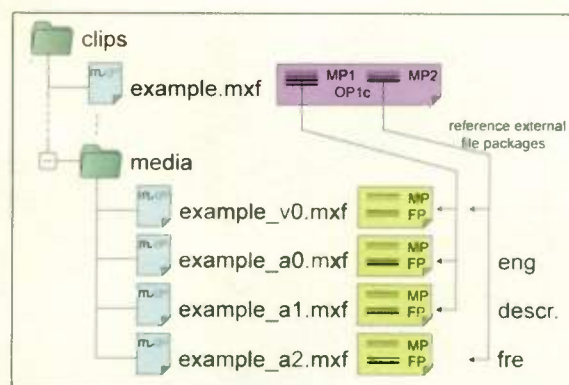 clips
example.mxf
MP1 MP2
OP1c
reference external
file packages
media
example_v0.mxf MP
FP
example_a0.mxf MP
FP eng
example_a1.mxf MP
FP descr.
example_a2.mxf MP
FP fre